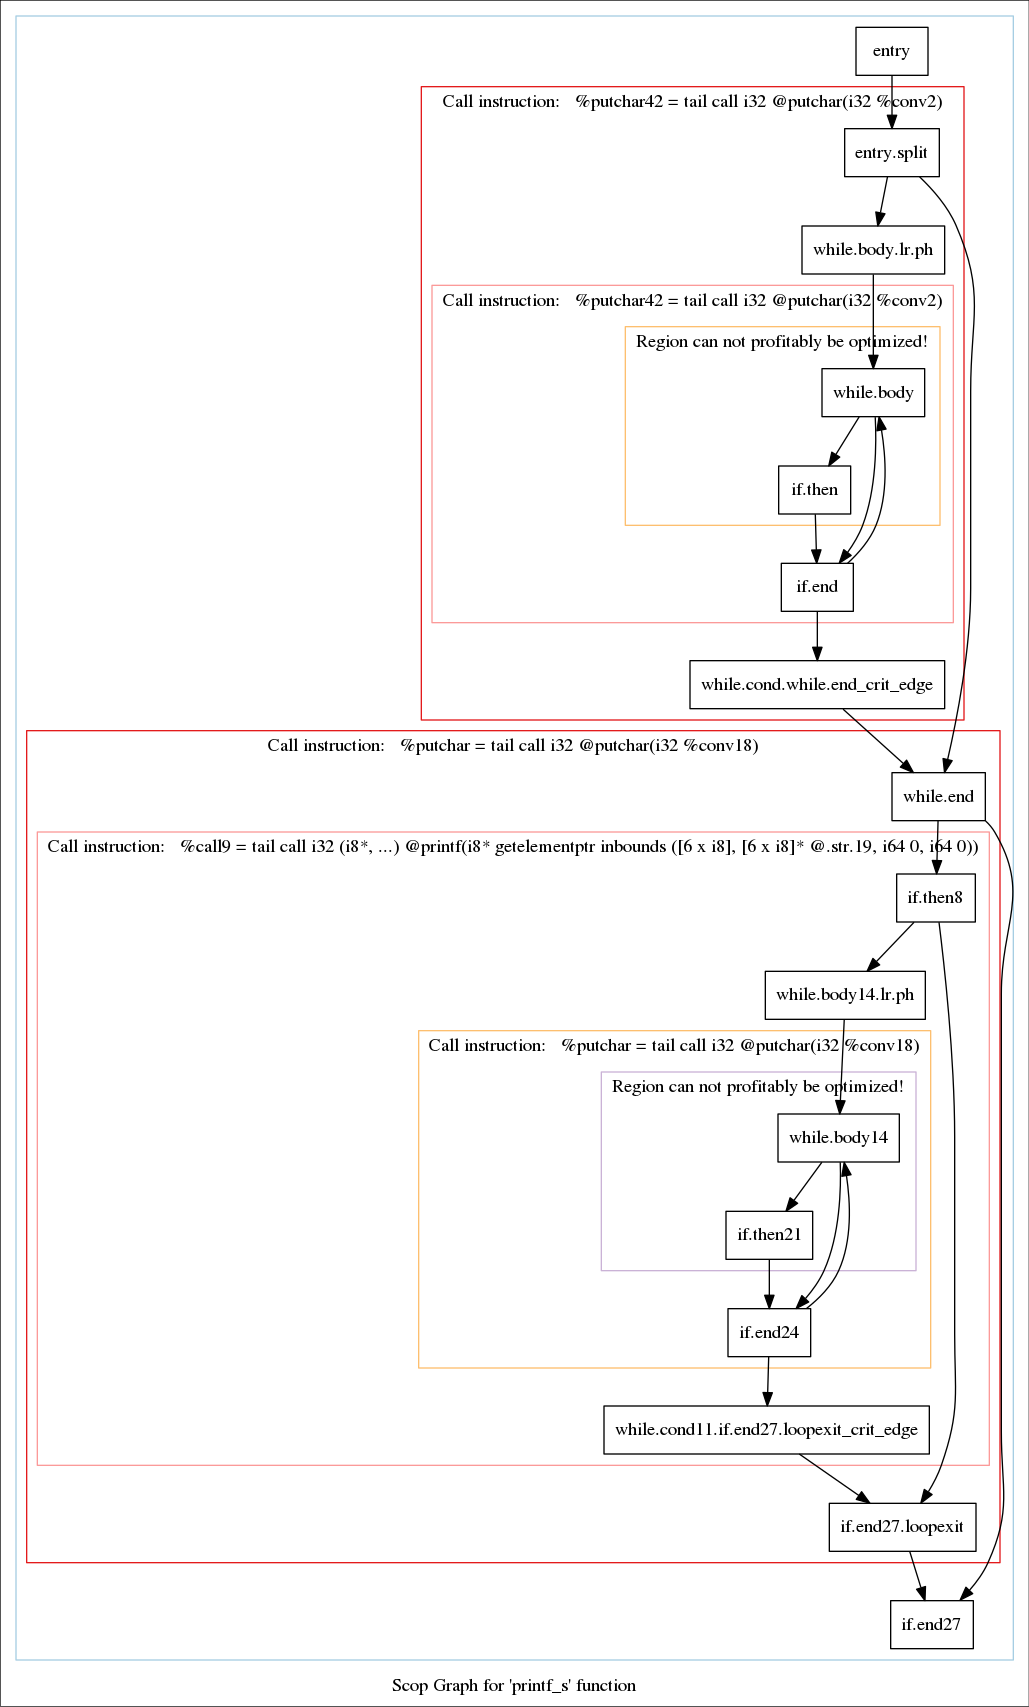 entry
Call instruction: %putchar42 = tail call i32 @putchar(i32 %conv2)
entry.split
while.body.lr.ph
Call instruction: %putchar42 = tail call i32 @putchar(i32 %conv2)
Region can not profitably be optimized!
while.body
if.then
if.end
while.cond.while.end_crit_edge
Call instruction: %putchar = tail call i32 @putchar(i32 %conv18)
while.end
Call instruction: %call9 = tail call i32 (i8*, ...) @printf(i8* getelementptr inbounds ([6 x i8], [6 x i8]* @.str.19, i64 0, i64 0))
if.then8
while.body14.lr.ph
Call instruction: %putchar = tail call i32 @putchar(i32 %conv18)
Region can not profitably be optimized!
while.body14
if.then21
if.end24
while.cond11.if.end27.loopexit_crit_edge
if.end27.loopexit
if.end27
Scop Graph for 'printf_s' function